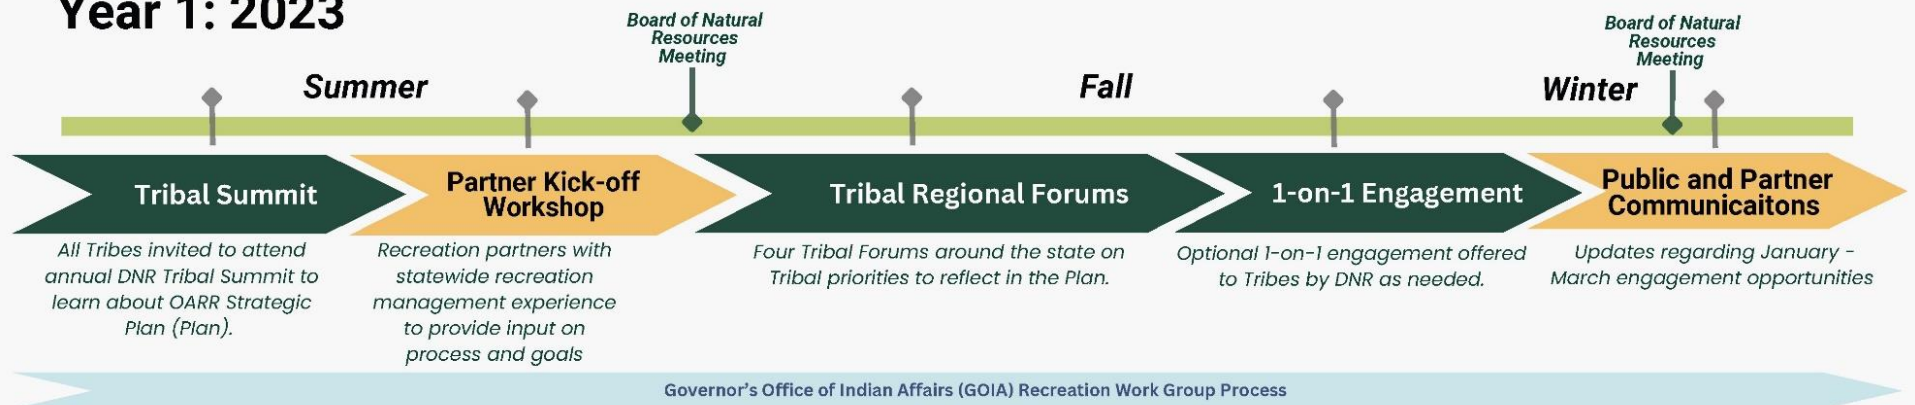 Year 1: 2023
Board of Natural
Resources
Meeting
Board of Natural
Resources
Meeting
Summer
Fall
Winter
Tribal Summit
Partner Kick-off
Workshop
Tribal Regional Forums
1-on-1 Engagement
Public and Partner
Communicaitons
All Tribes invited to attend
annual DNR Tribal Summit to
learn about OARR Strategic
Plan (Plan).
Recreation partners with
statewide recreation
management experience
to provide input on
process and goals
Four Tribal Forums around the state on
Tribal priorities to reflect in the Plan.
Optional 1-on-1 engagement offered
to Tribes by DNR as needed.
Updates regarding January -
March engagement opportunities
Governor's Office of Indian Affairs (GOIA) Recreation Work Group Process